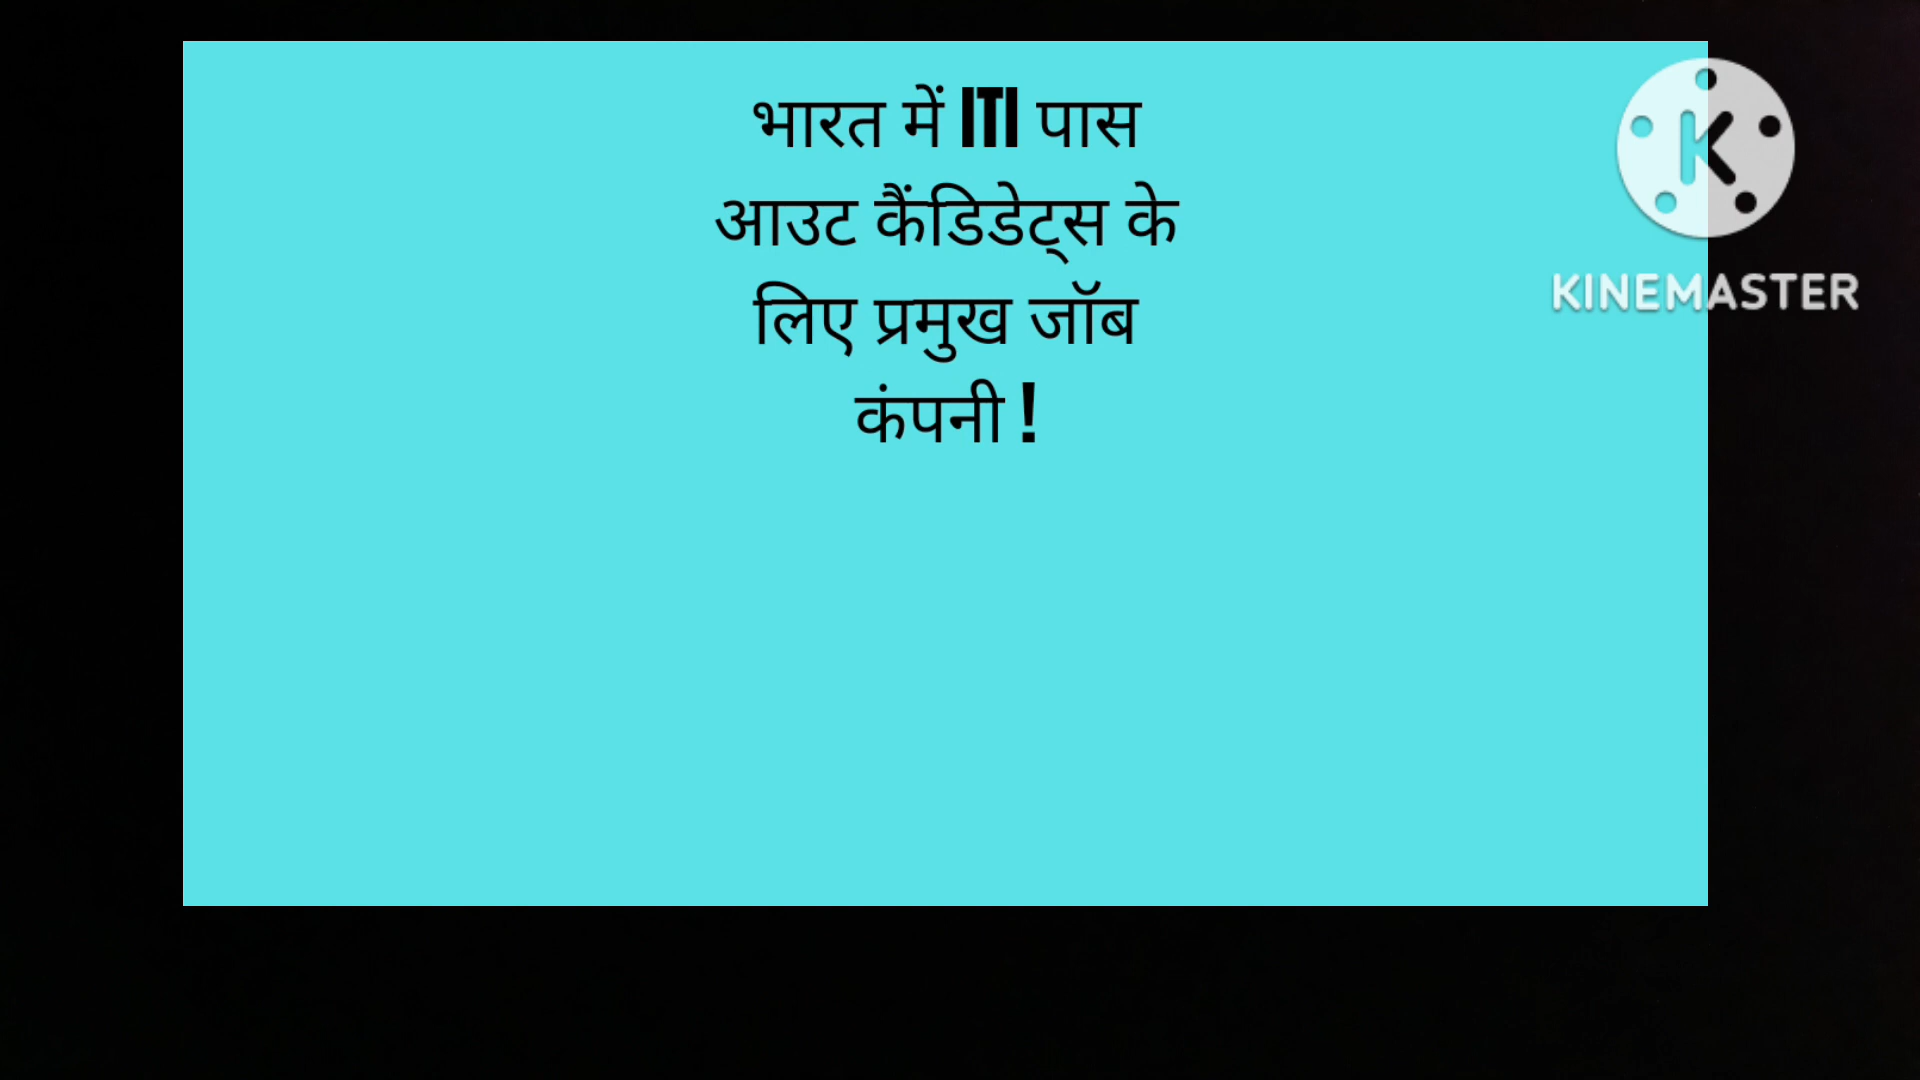 भारत में ITI पास
आउट कैंडिडेट्स के
लिए प्रमुख जॉब
कंपनी !
KINEMASTER